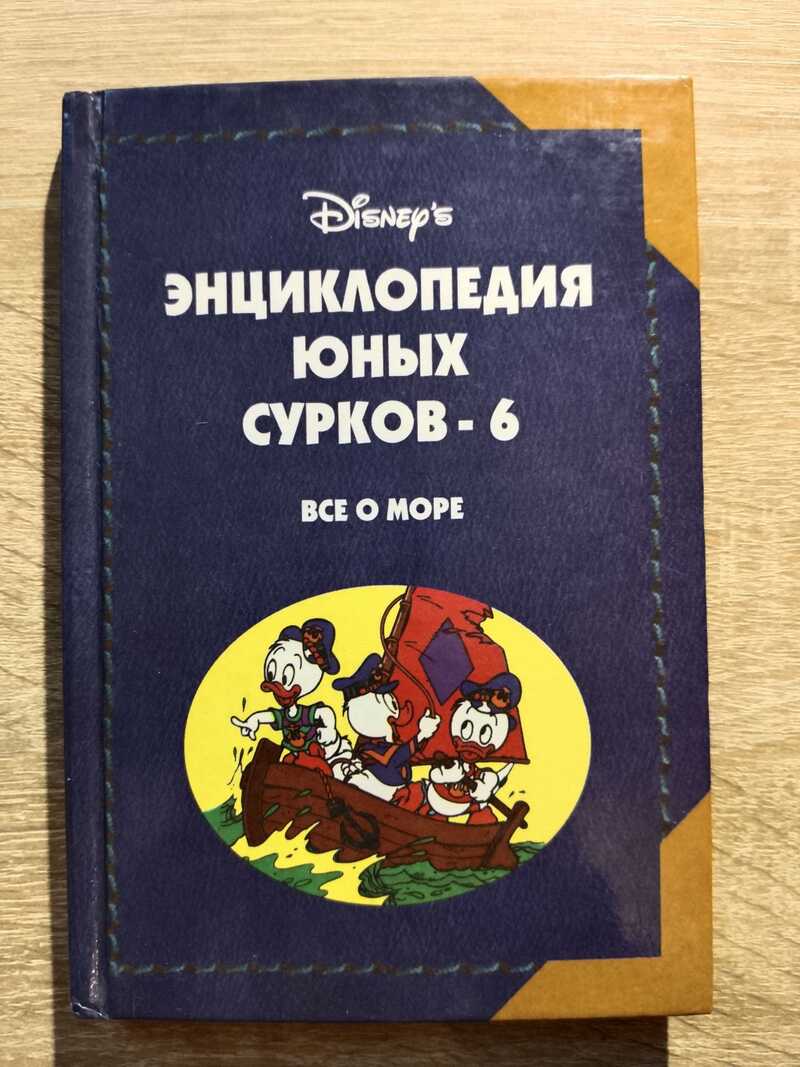 Disney's
ЭНЦИКЛОПЕДИЯ
ЮНЫХ
СУРКОВ - 6
ВСЕ О МОРЕ